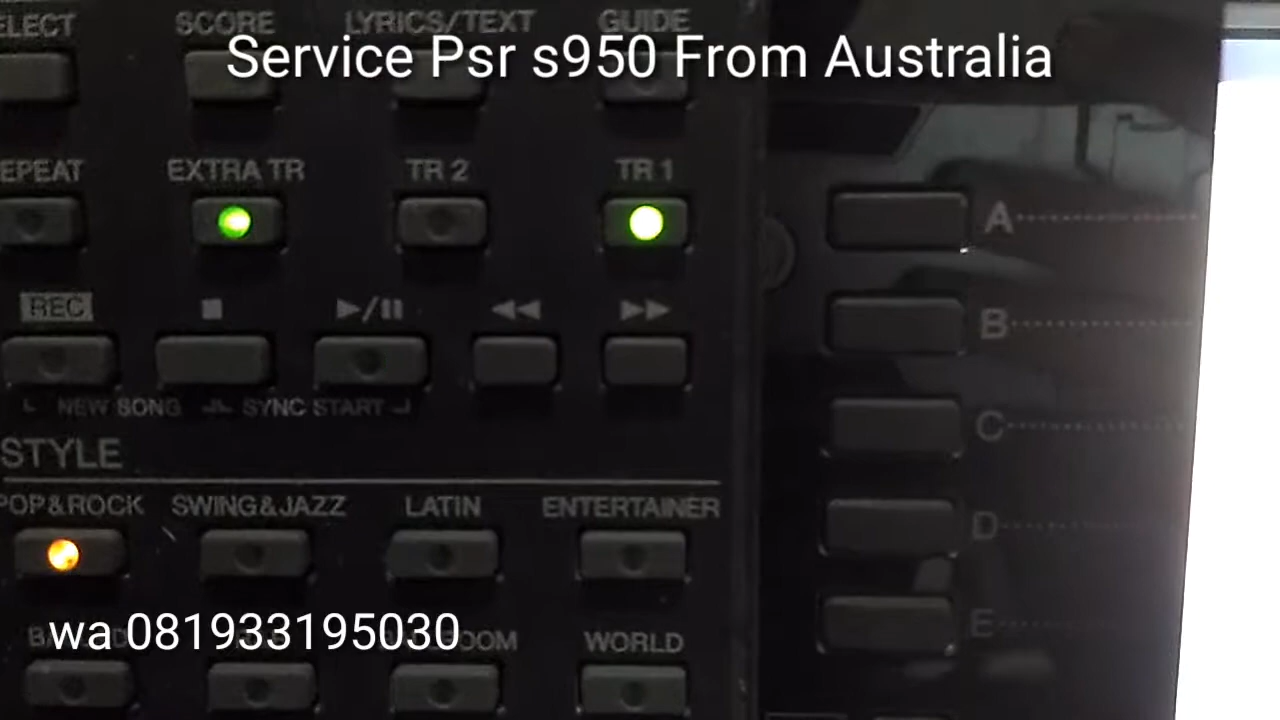 ELECT SCORE LYRICS/TEXT GUIDE
Service Psr s950 From Australia
EPEAT EXTRA TR TR 2 TR 1
A
REC ■ ▶/❚❚ ◀◀ ▶▶
B
NEW SONG SYNC START
C
STYLE
POP&ROCK SWING&JAZZ LATIN ENTERTAINER
D
E
wa 081933195030
WORLD